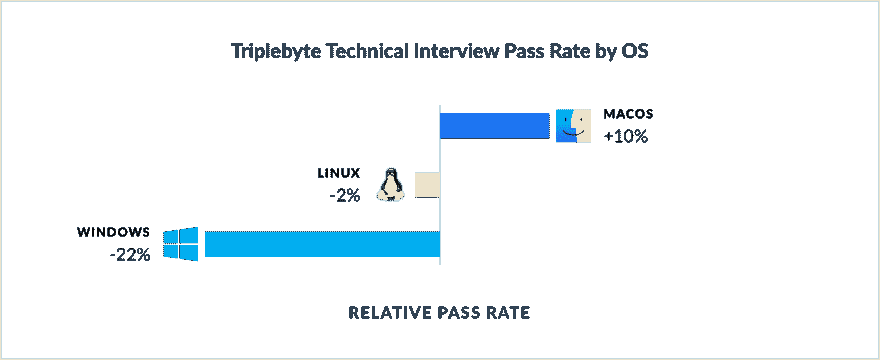 Triplebyte Technical Interview Pass Rate by OS
MACOS
+10%
LINUX
-2%
WINDOWS
-22%
RELATIVE PASS RATE